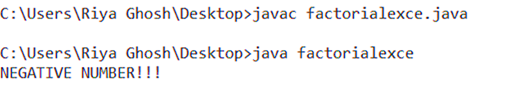 C:\Users\Riya Ghosh\Desktop>javac factorialexce.java
C:\Users\Riya Ghosh\Desktop>java factorialexce
NEGATIVE NUMBER!!!